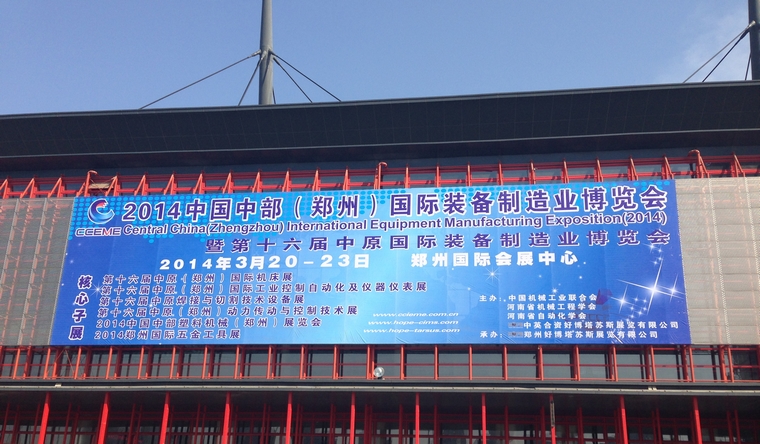 2014中国中部（郑州）国际装备制造业博览会
CCEME Central China(Zhengzhou) International Equipment Manufacturing Exposition(2014)
暨第十六届中原国际装备制造业博览会
2014年3月20-23日 郑州国际会展中心
核心子展
第十六届中原（郑州）国际机床展
第十六届中原（郑州）国际工业控制自动化及仪器仪表展
第十六届中原焊接与切割技术设备展
第十六届中原（郑州）动力传动与控制技术展
2014中国中部塑料机械（郑州）展览会
2014郑州国际五金工具展
www.cceme.com.cn
www.hope-cims.com
www.hope-tarsus.com
主办：中国机械工业联合会
河南省机械工程学会
河南省自动化学会
中英合资好博塔苏斯展览有限公司
承办：郑州好博塔苏斯展览有限公司